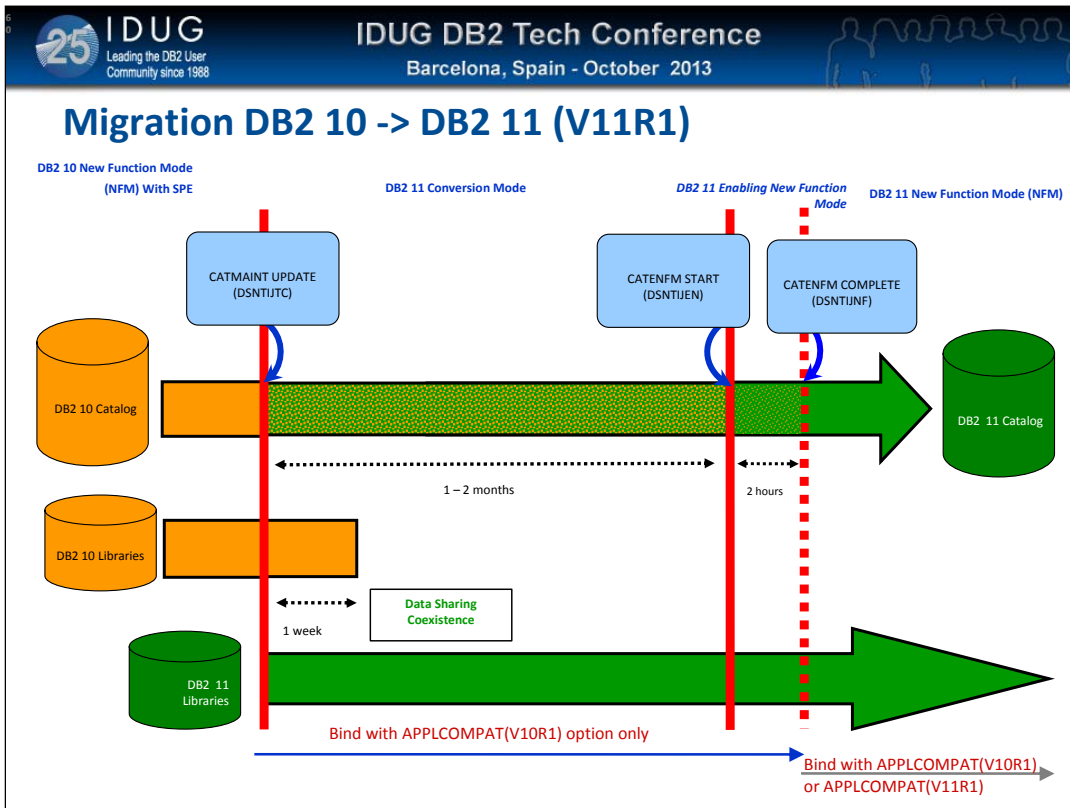 60
25
IDUG
Leading the DB2 User
Community since 1988
IDUG DB2 Tech Conference
Barcelona, Spain - October 2013
Migration DB2 10 -> DB2 11 (V11R1)
DB2 10 New Function Mode
(NFM) With SPE
DB2 11 Conversion Mode
DB2 11 Enabling New Function
Mode
DB2 11 New Function Mode (NFM)
CATMAINT UPDATE
(DSNTIJTC)
CATENFM START
(DSNTIJEN)
CATENFM COMPLETE
(DSNTIJNF)
DB2 10 Catalog
DB2 11 Catalog
1 – 2 months
2 hours
DB2 10 Libraries
1 week
Data Sharing
Coexistence
DB2 11
Libraries
Bind with APPLCOMPAT(V10R1) option only
Bind with APPLCOMPAT(V10R1)
or APPLCOMPAT(V11R1)